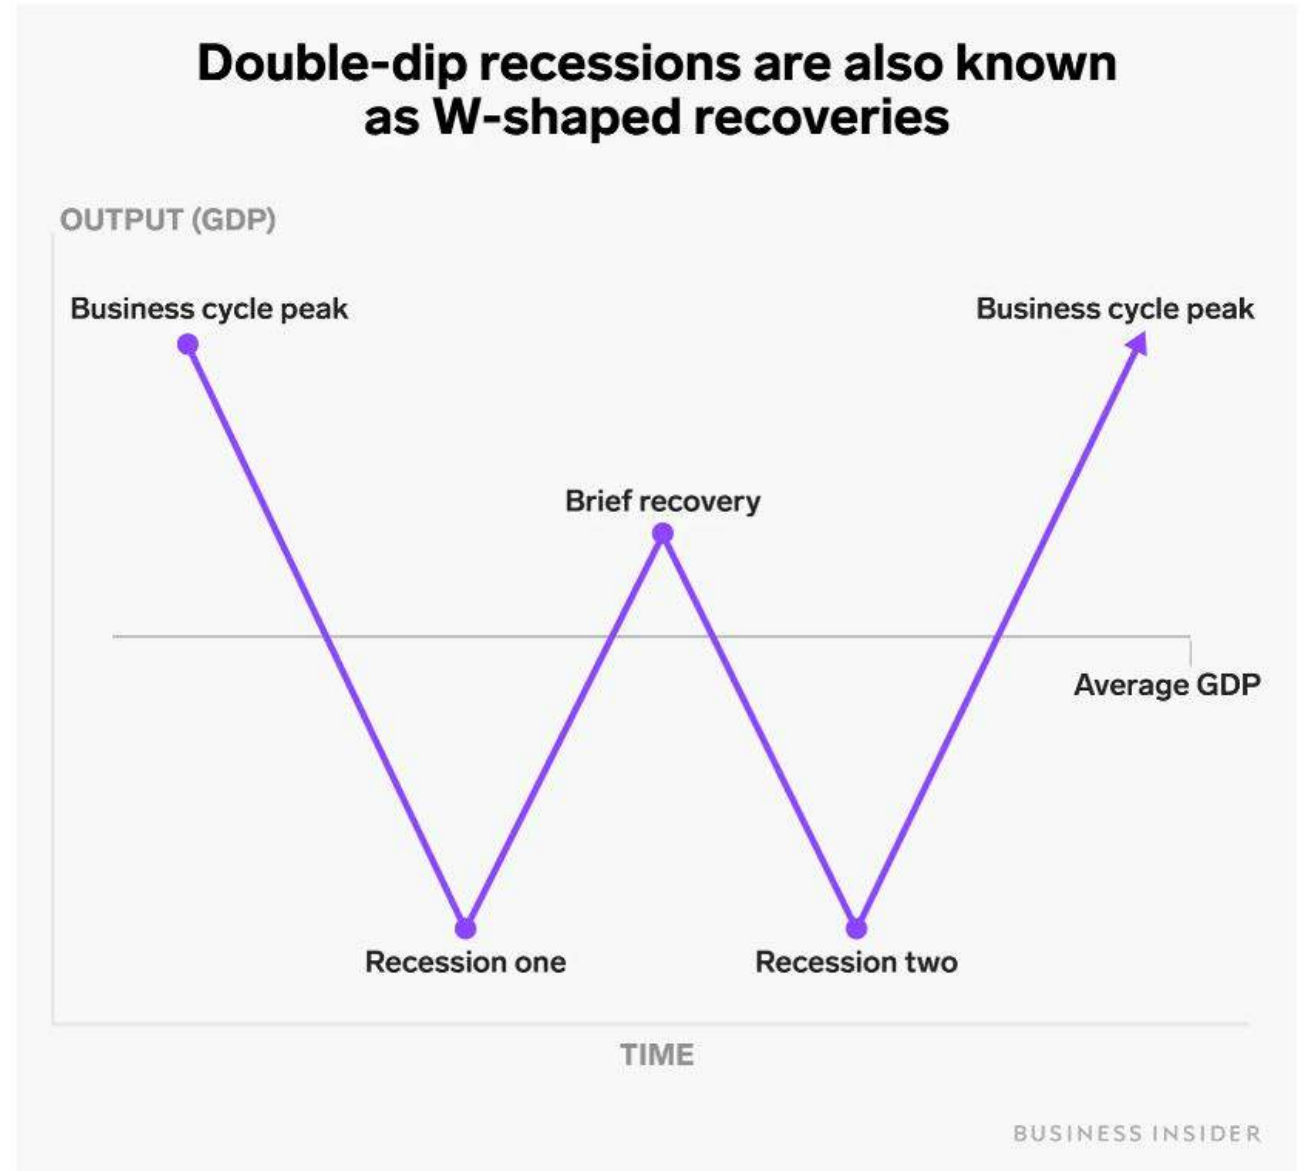 Double-dip recessions are also known
as W-shaped recoveries
OUTPUT (GDP)
Business cycle peak
Business cycle peak
Brief recovery
Average GDP
Recession one
Recession two
TIME
BUSINESS INSIDER